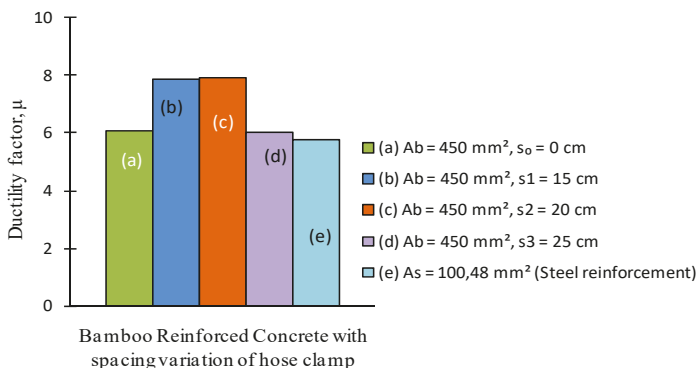 10
8
6
4
2
0
Ductility factor, µ
(a)
(b)
(c)
(d)
(e)
Bamboo Reinforced Concrete with
spacing variation of hose clamp
(a) Ab = 450 mm², s₀ = 0 cm
(b) Ab = 450 mm², s1 = 15 cm
(c) Ab = 450 mm², s2 = 20 cm
(d) Ab = 450 mm², s3 = 25 cm
(e) As = 100,48 mm² (Steel reinforcement)